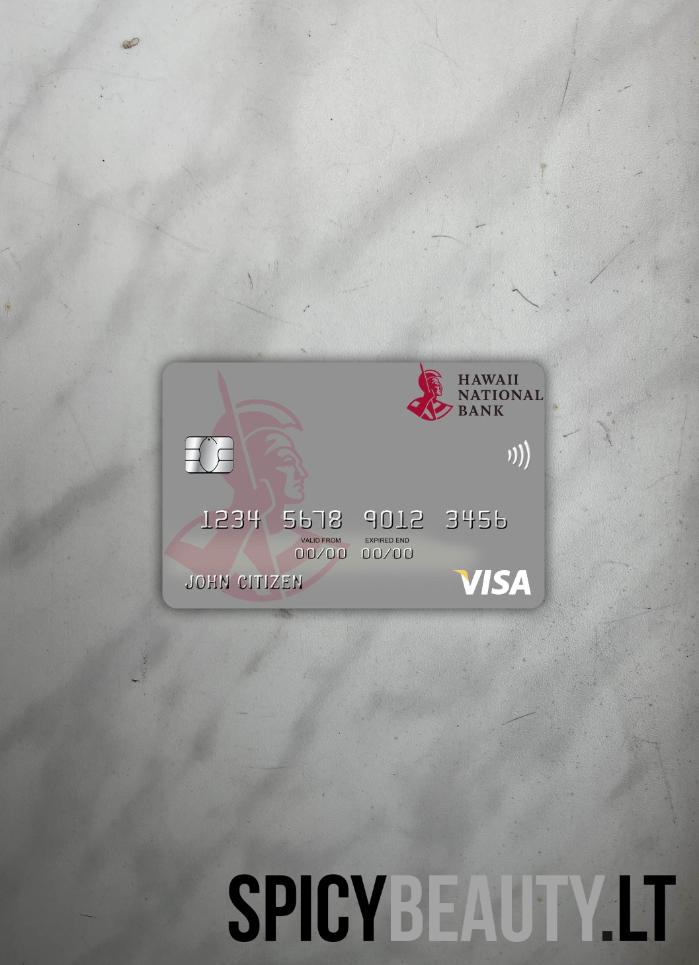 HAWAII
NATIONAL
BANK
1234 5678 9012 3456
VALID FROM EXPIRED END
00/00 00/00
JOHN CITIZEN
VISA
SPICYBEAUTY.LT